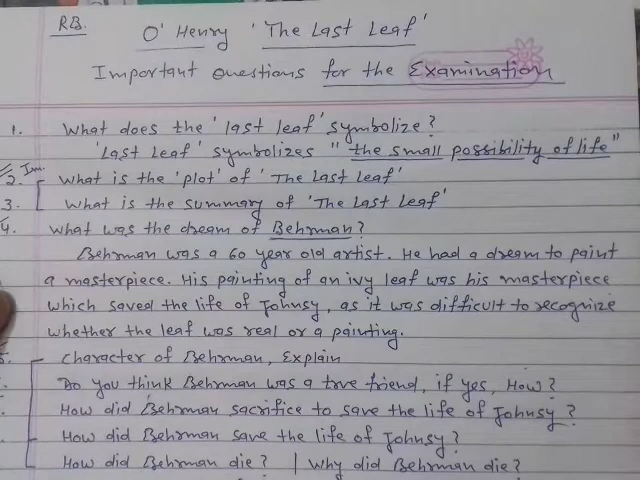 RB.
O' Henry 'The Last Leaf'
Important Questions for the Examination
1. What does the 'last leaf' symbolize?
'Last Leaf' symbolizes "the small possibility of life"
Im.
2. What is the 'plot' of 'The Last Leaf'
3. What is the summary of 'The Last Leaf'
4. What was the dream of Behrman?
Behrman was a 60 year old artist. He had a dream to paint
a masterpiece. His painting of an ivy leaf was his masterpiece
which saved the life of Johnsy, as it was difficult to recognize
whether the leaf was real or a painting.
5. Character of Behrman, Explain
Do you think Behrman was a true friend, if yes, How?
How did Behrman sacrifice to save the life of Johnsy?
How did Behrman save the life of Johnsy?
How did Behrman die? | Why did Behrman die?